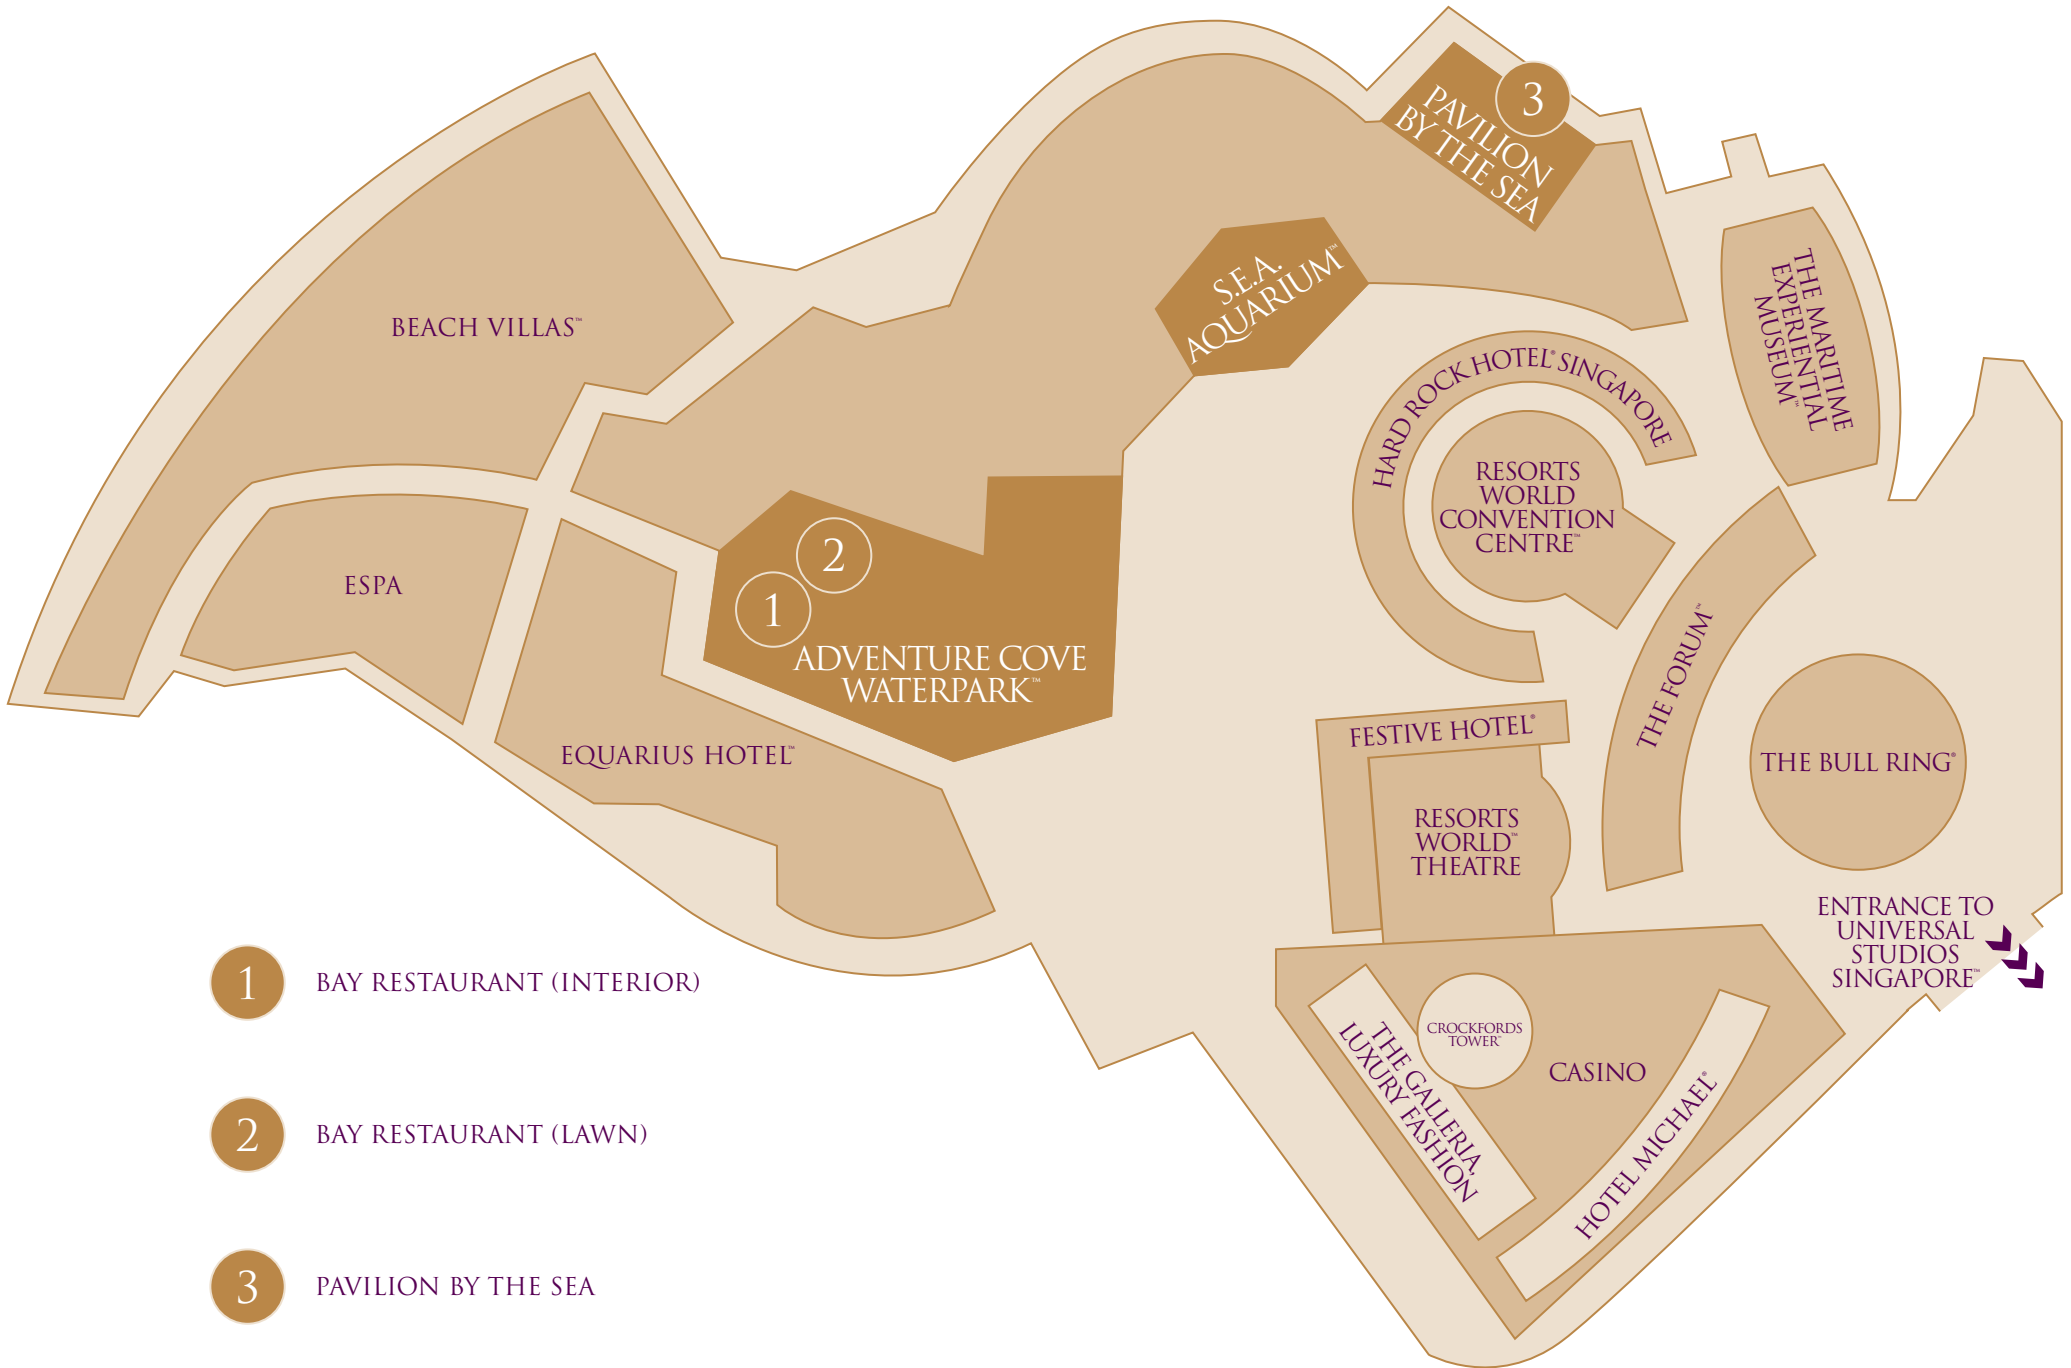 3
PAVILION
BY THE SEA
S.E.A.
AQUARIUM™
THE MARITIME
EXPERIENTIAL
MUSEUM™
BEACH VILLAS™
HARD ROCK HOTEL® SINGAPORE
RESORTS
WORLD
CONVENTION
CENTRE™
2
1
ADVENTURE COVE
WATERPARK™
ESPA
EQUARIUS HOTEL™
THE FORUM™
FESTIVE HOTEL®
THE BULL RING®
RESORTS
WORLD™
THEATRE
ENTRANCE TO
UNIVERSAL
STUDIOS
SINGAPORE™
CROCKFORDS
TOWER™
THE GALLERIA,
LUXURY FASHION
CASINO
HOTEL MICHAEL®
1 BAY RESTAURANT (INTERIOR)
2 BAY RESTAURANT (LAWN)
3 PAVILION BY THE SEA